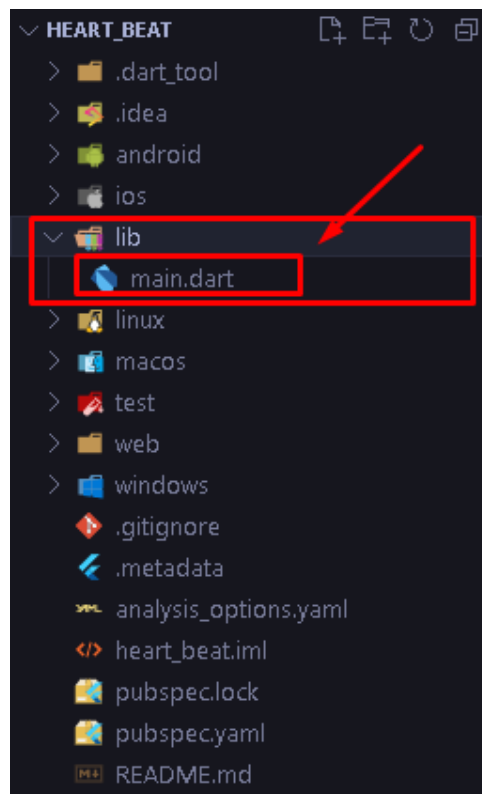 HEART_BEAT
.dart_tool
.idea
android
ios
lib
main.dart
linux
macos
test
web
windows
.gitignore
.metadata
analysis_options.yaml
heart_beat.iml
pubspec.lock
pubspec.yaml
README.md